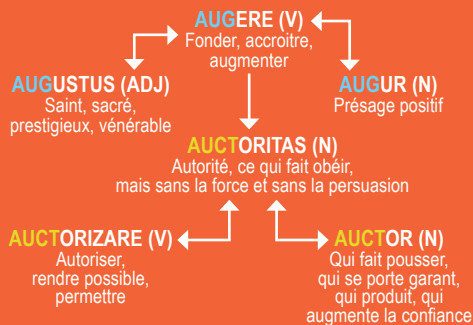 AUGERE (V)
Fonder, accroitre,
augmenter
AUGUSTUS (ADJ)
Saint, sacré,
prestigieux, vénérable
AUGUR (N)
Présage positif
AUCTORITAS (N)
Autorité, ce qui fait obéir,
mais sans la force et sans la persuasion
AUCTORIZARE (V)
Autoriser,
rendre possible,
permettre
AUCTOR (N)
Qui fait pousser,
qui se porte garant,
qui produit, qui
augmente la confiance